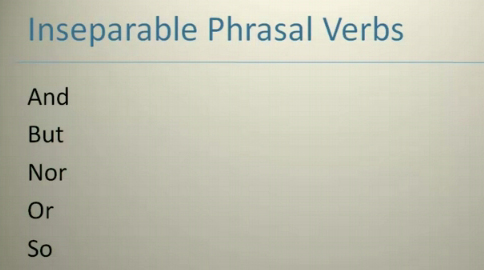 Inseparable Phrasal Verbs
And
But
Nor
Or
So